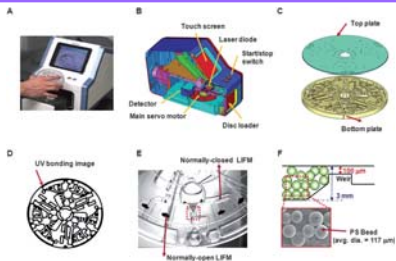 A
B
Touch screen
Laser diode
Start/stop
switch
Detector
Main servo motor
Disc loader
C
Top plate
Bottom plate
D
UV bonding image
E
Normally-closed LIFM
Normally-open LIFM
F
100 μm
Weir
3 mm
PS Bead
(avg. dia. = 117 μm)